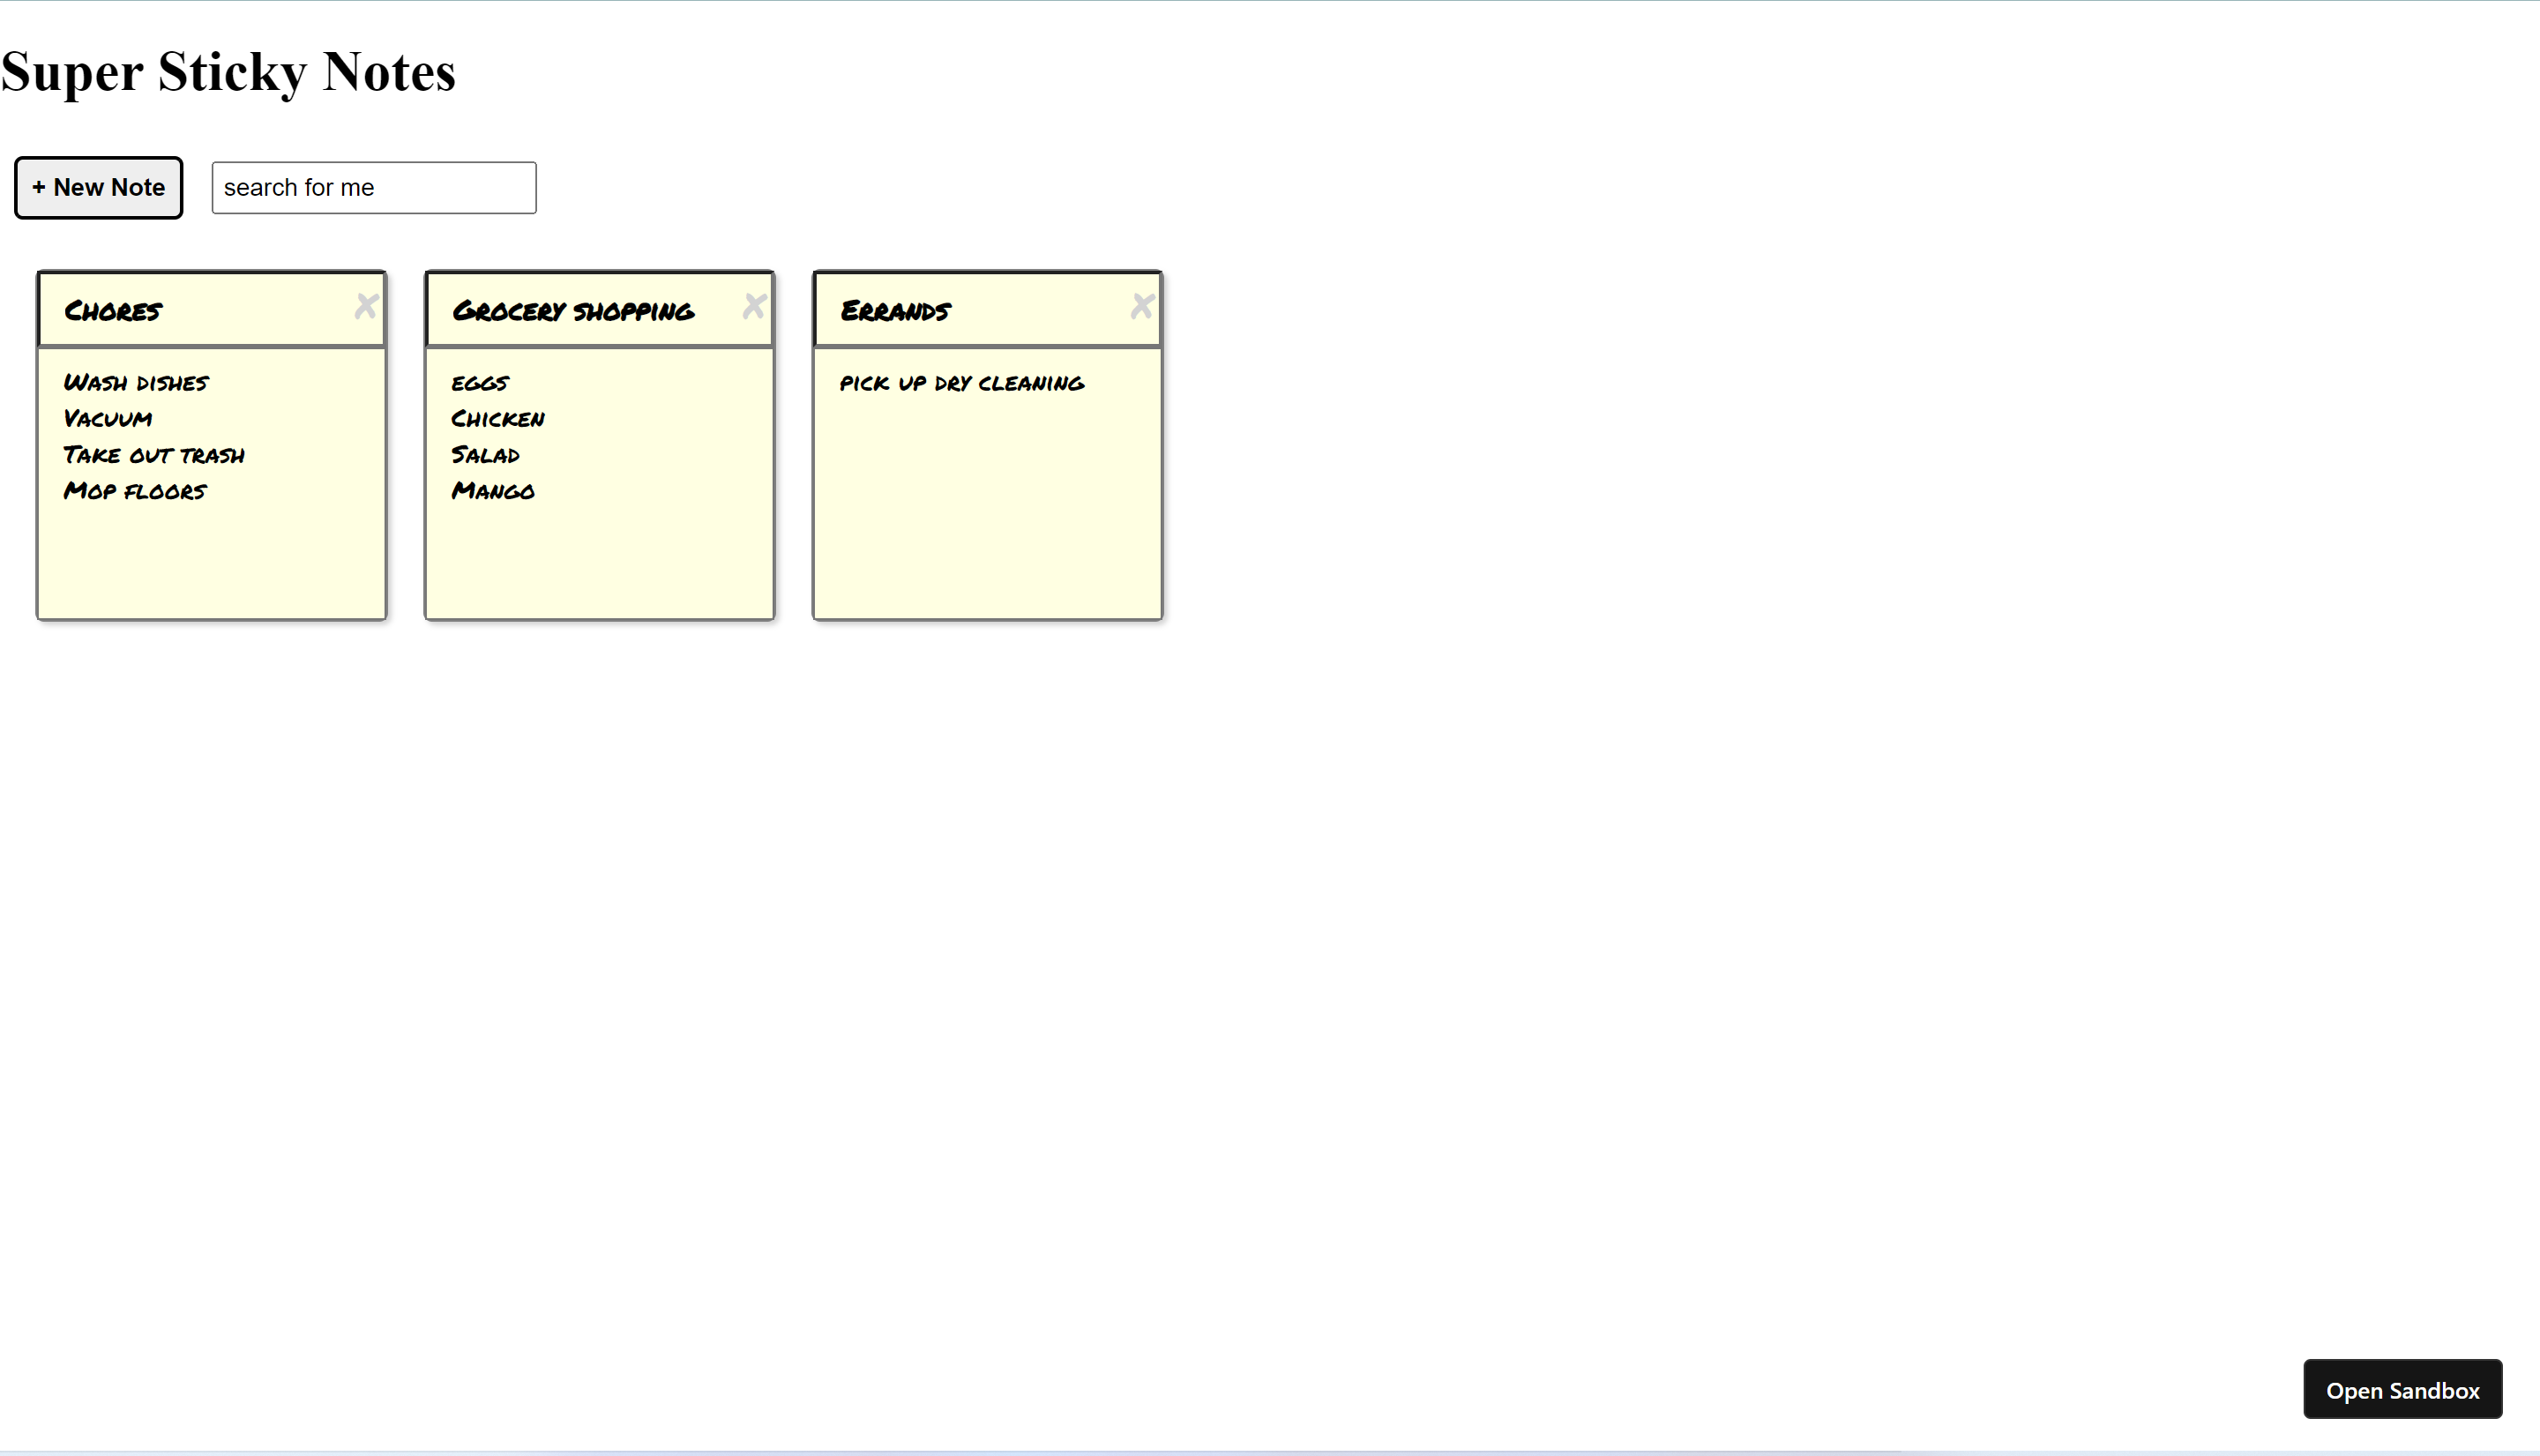 Super Sticky Notes
+ New Note
search for me
Chores
Wash dishes
Vacuum
Take out trash
Mop floors
Grocery shopping
eggs
Chicken
Salad
Mango
Errands
pick up dry cleaning
Open Sandbox